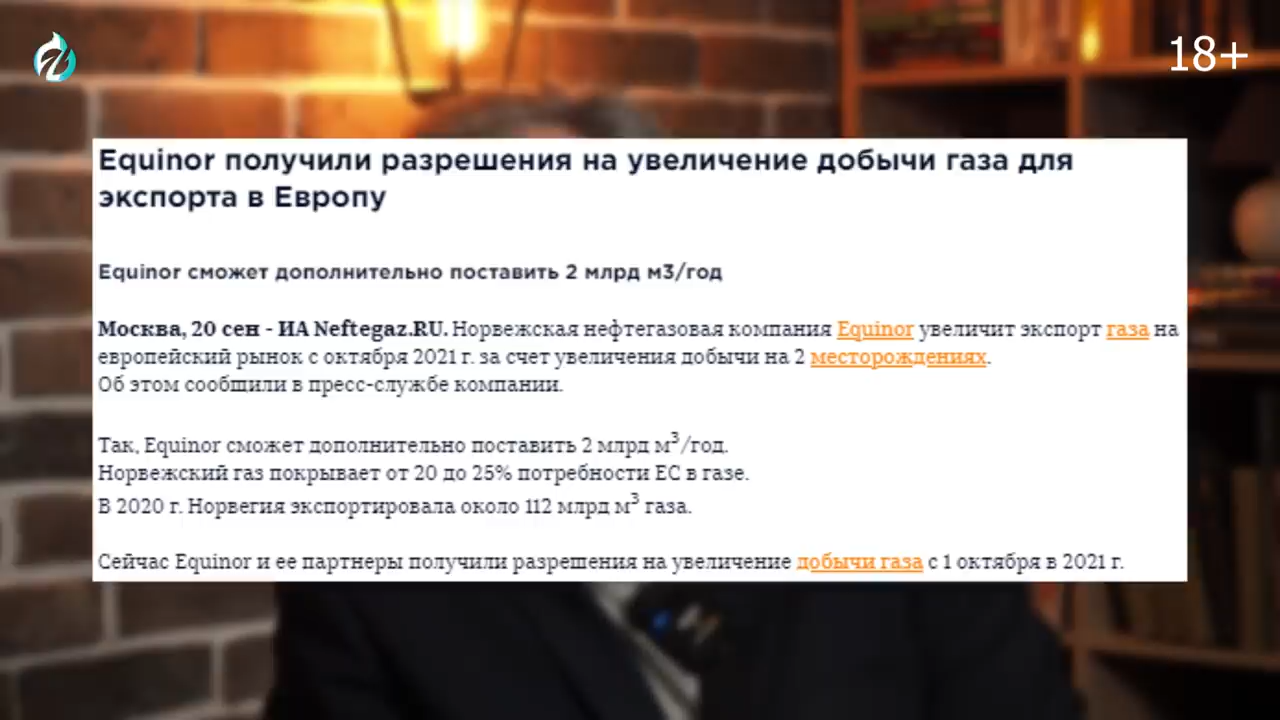 18+
Equinor получили разрешения на увеличение добычи газа для
экспорта в Европу
Equinor сможет дополнительно поставить 2 млрд м3/год
Москва, 20 сен - ИА Neftegaz.RU. Норвежская нефтегазовая компания Equinor увеличит экспорт газа на
европейский рынок с октября 2021 г. за счет увеличения добычи на 2 месторождениях.
Об этом сообщили в пресс-службе компании.
Так, Equinor сможет дополнительно поставить 2 млрд м³/год.
Норвежский газ покрывает от 20 до 25% потребности ЕС в газе.
В 2020 г. Норвегия экспортировала около 112 млрд м³ газа.
Сейчас Equinor и ее партнеры получили разрешения на увеличение добычи газа с 1 октября в 2021 г.